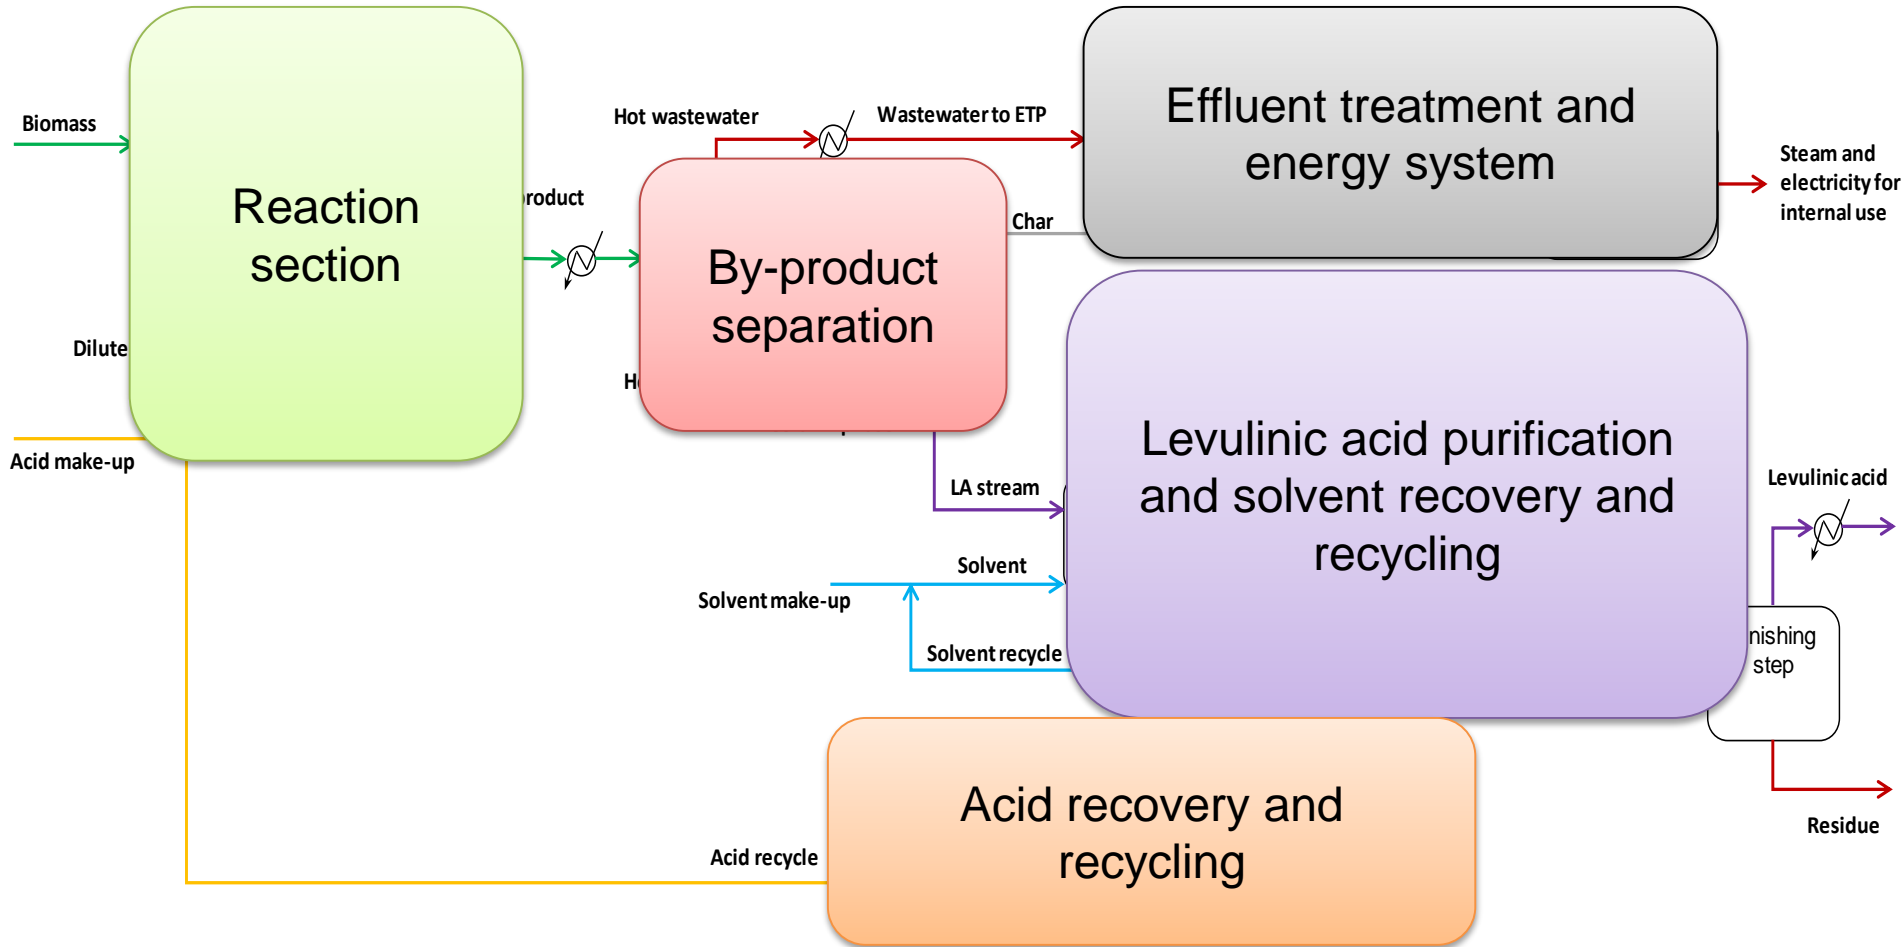 Biomass
Reaction
section
Dilute
Acid make-up
product
Hot wastewater
Wastewater to ETP
Char
By-product
separation
Effluent treatment and
energy system
Steam and
electricity for
internal use
LA stream
Levulinic acid purification
and solvent recovery and
recycling
Levulinic acid
Solvent
Solvent make-up
Solvent recycle
nishing
step
Residue
Acid recovery and
recycling
Acid recycle